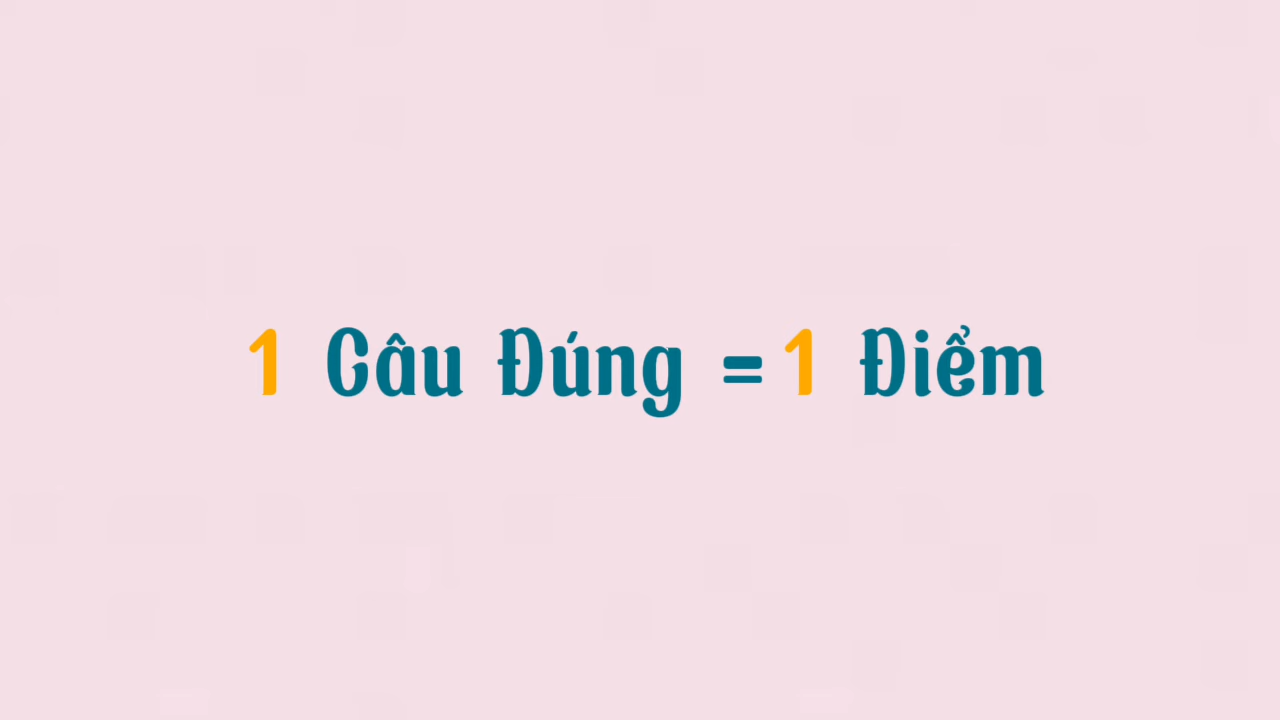 1 Câu Đúng = 1 Điểm